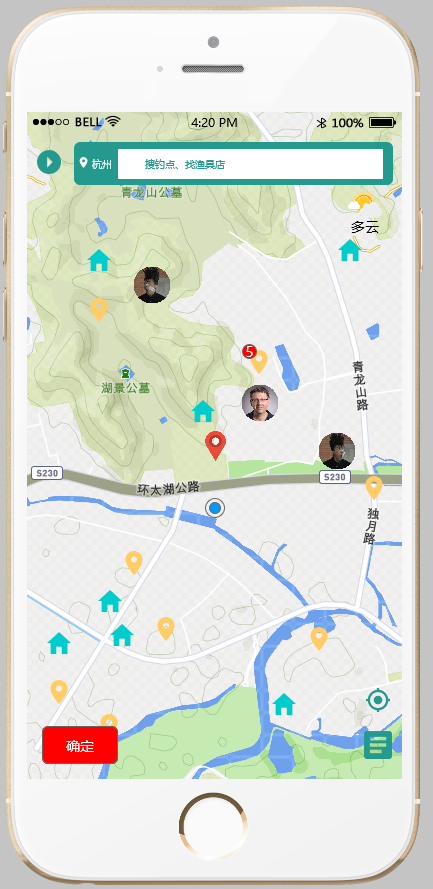 BELL 4:20 PM 100%
杭州 搜钓点、找渔具店
青龙山公墓
多云
5
青龙山路
湖景公墓
S230
S230
环太湖公路
独月路
确定